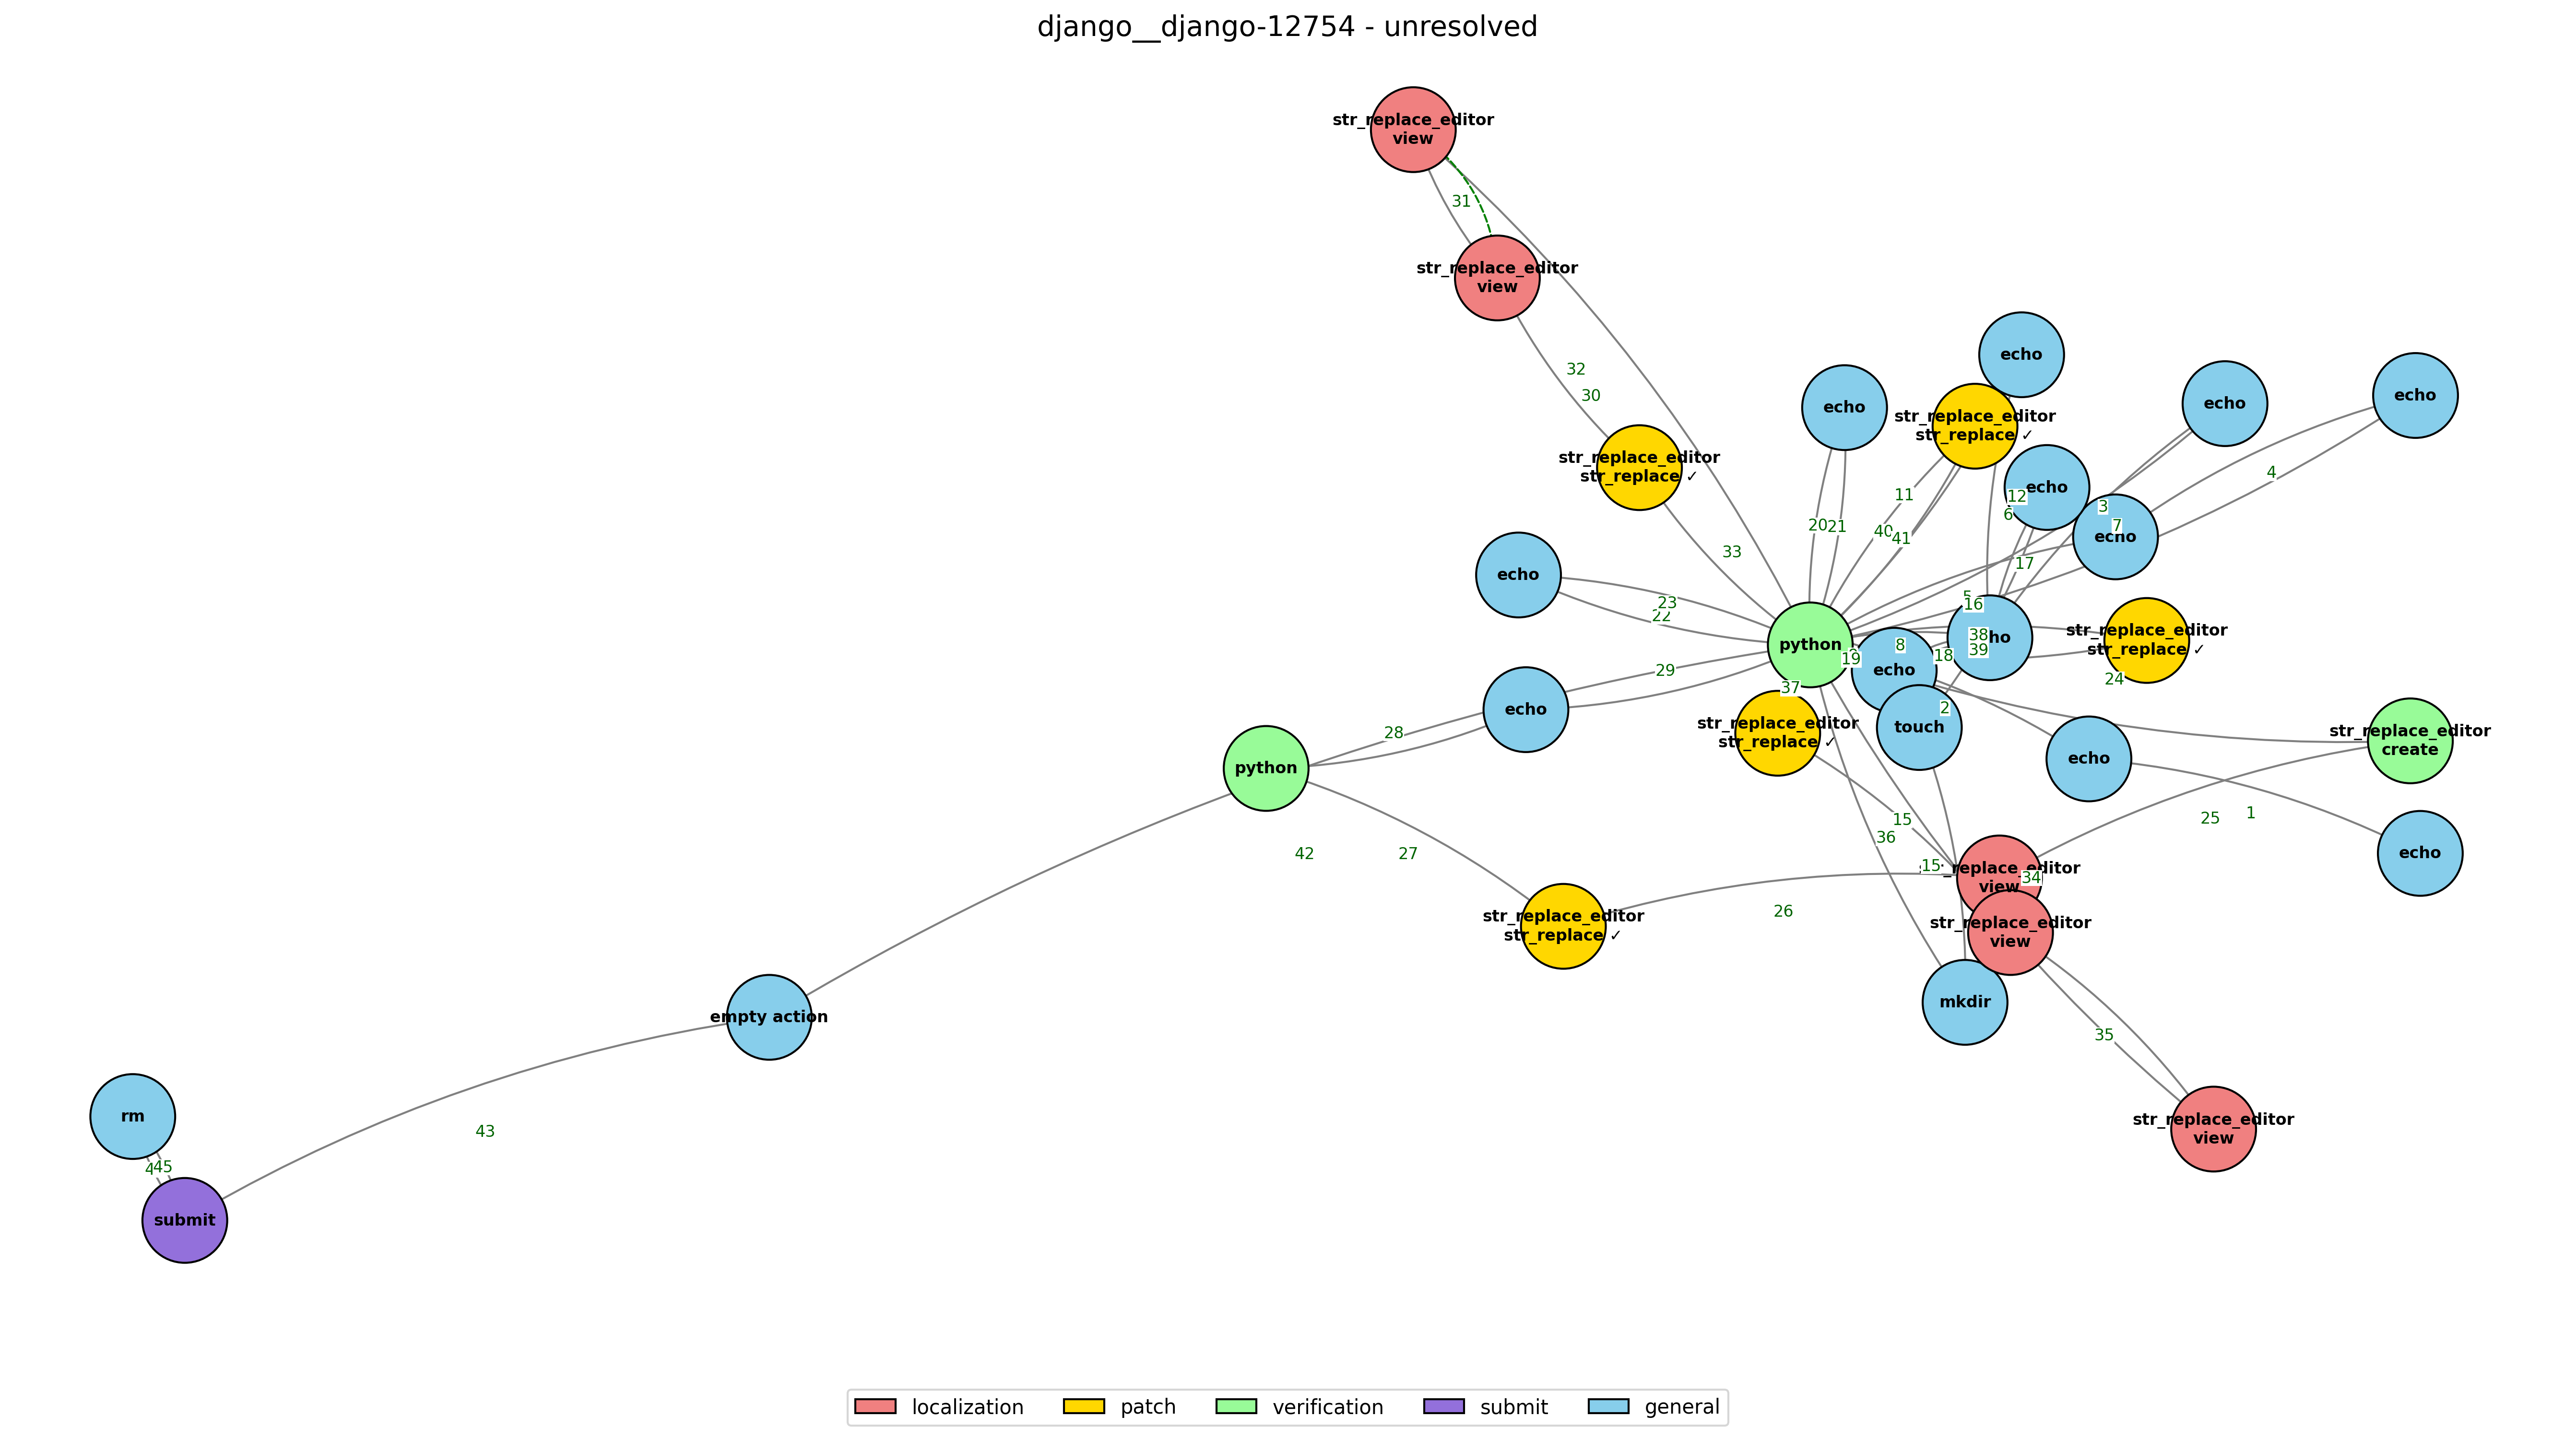 django__django-12754 - unresolved
str_replace_editor
view
31
str_replace_editor
view
32
30
echo
echo
echo
echo
str_replace_editor
str_replace ✓
str_replace_editor
str_replace ✓
4
echo
11
12
6
3
7
echo
20
21
40
41
33
17
echo
23
22
5
16
38
39
8
18
19
python
echo
str_replace_editor
str_replace ✓
29
24
37
2
echo
28
str_replace_editor
str_replace ✓
touch
str_replace_editor
create
echo
python
1
25
15
36
42
27
echo
15
34
view
26
str_replace_editor
str_replace ✓
str_replace_editor
view
mkdir
empty action
35
43
rm
str_replace_editor
view
45
submit
localization
patch
verification
submit
general